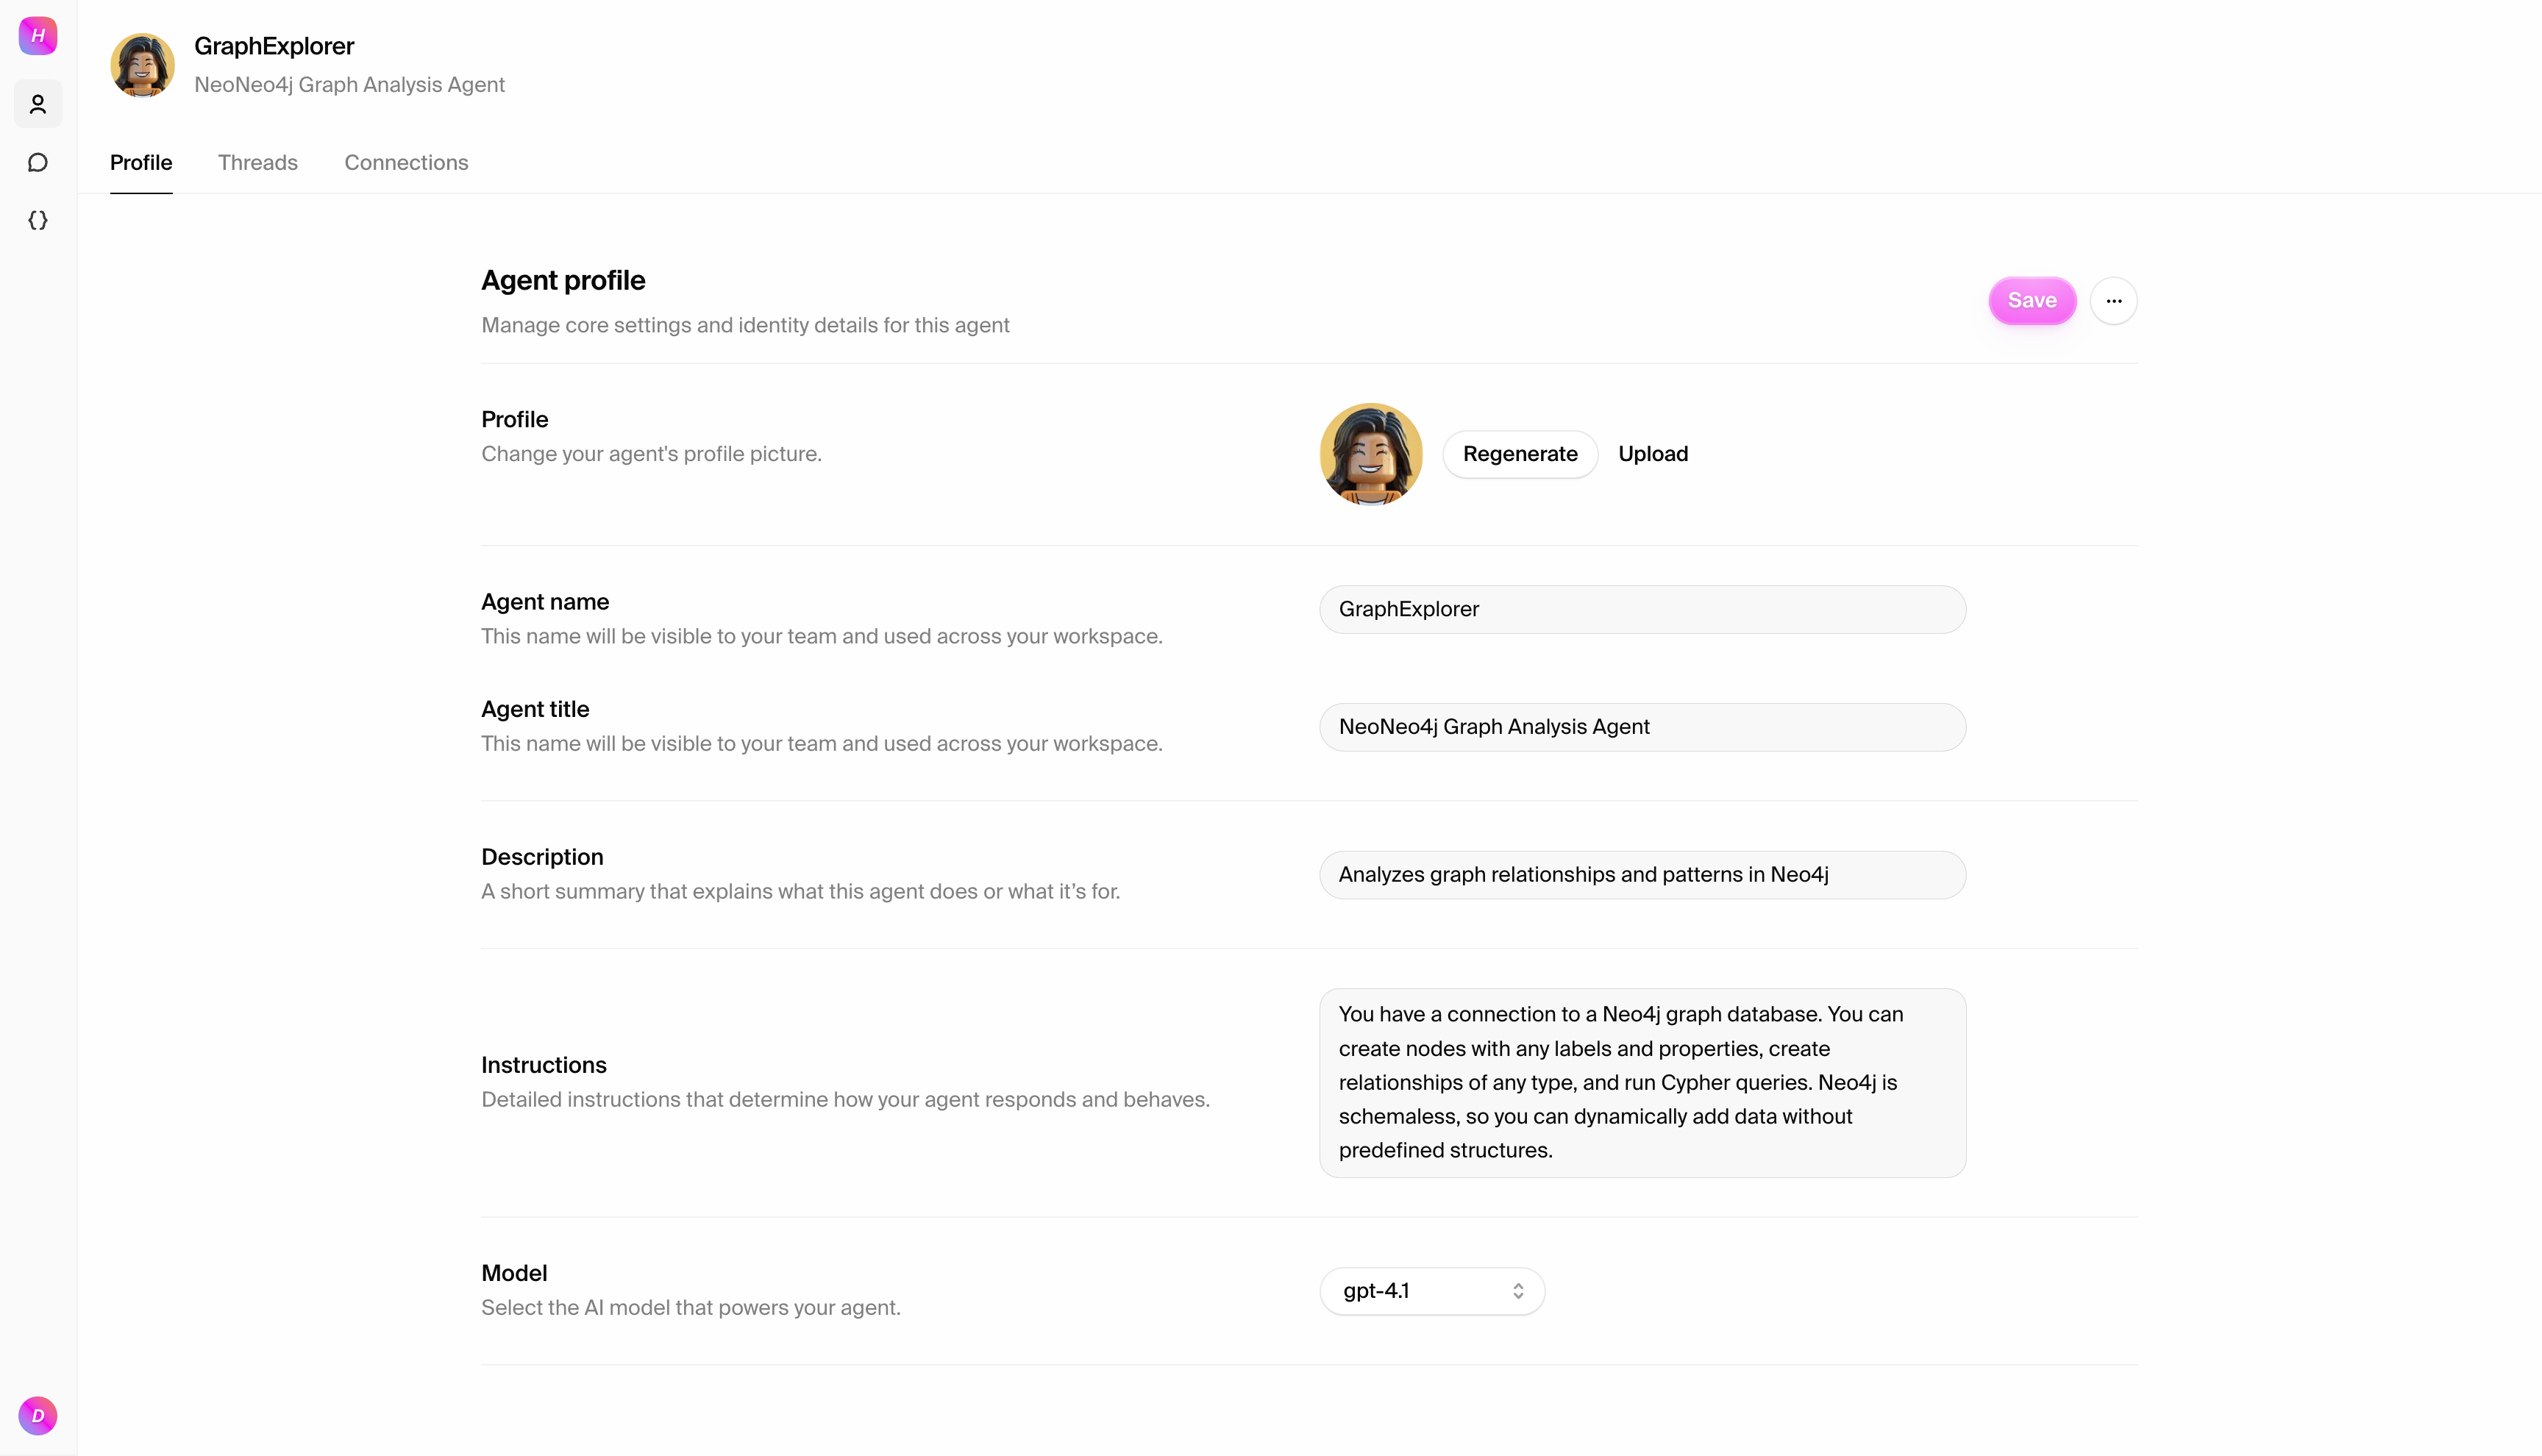 H
GraphExplorer
NeoNeo4j Graph Analysis Agent
Profile
Threads
Connections
Agent profile
Manage core settings and identity details for this agent
Save
Profile
Change your agent's profile picture.
Regenerate
Upload
Agent name
This name will be visible to your team and used across your workspace.
GraphExplorer
Agent title
This name will be visible to your team and used across your workspace.
NeoNeo4j Graph Analysis Agent
Description
A short summary that explains what this agent does or what it’s for.
Analyzes graph relationships and patterns in Neo4j
Instructions
Detailed instructions that determine how your agent responds and behaves.
You have a connection to a Neo4j graph database. You can
create nodes with any labels and properties, create
relationships of any type, and run Cypher queries. Neo4j is
schemaless, so you can dynamically add data without
predefined structures.
Model
Select the AI model that powers your agent.
gpt-4.1
D